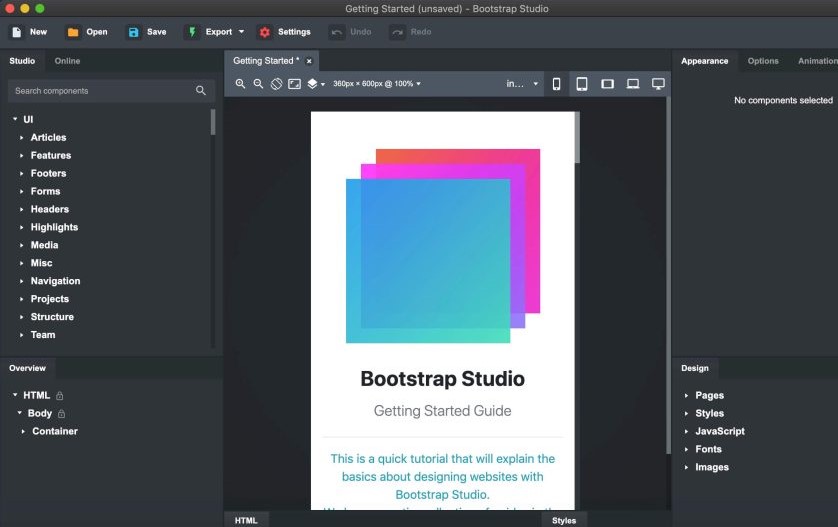 Getting Started (unsaved) - Bootstrap Studio
New Open Save Export Settings Undo Redo
Studio Online
Getting Started *
Appearance Options Animation
Search components
360px × 600px @ 100%
in...
No components selected
UI
Articles
Features
Footers
Forms
Headers
Highlights
Media
Misc
Navigation
Projects
Structure
Team
Overview
HTML
Body
Container
Bootstrap Studio
Getting Started Guide
This is a quick tutorial that will explain the
basics about designing websites with
Bootstrap Studio.
HTML
Styles
Design
Pages
Styles
JavaScript
Fonts
Images